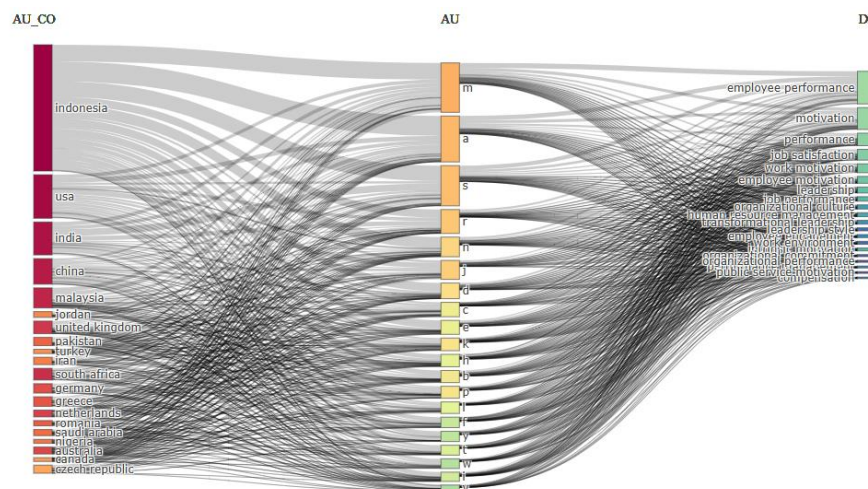 AU_CO
AU
D
indonesia
usa
india
china
malaysia
jordan
united kingdom
pakistan
turkey
iran
south africa
germany
greece
netherlands
romania
saudi arabia
nigeria
australia
canada
czech republic
m
a
s
r
n
j
d
c
e
k
h
b
p
l
f
y
t
w
i
employee performance
motivation
performance
job satisfaction
work motivation
employee motivation
leadership
job performance
organizational culture
human resource management
transformational leadership
leadership style
work environment
organizational commitment
organizational performance
public service motivation
compensation